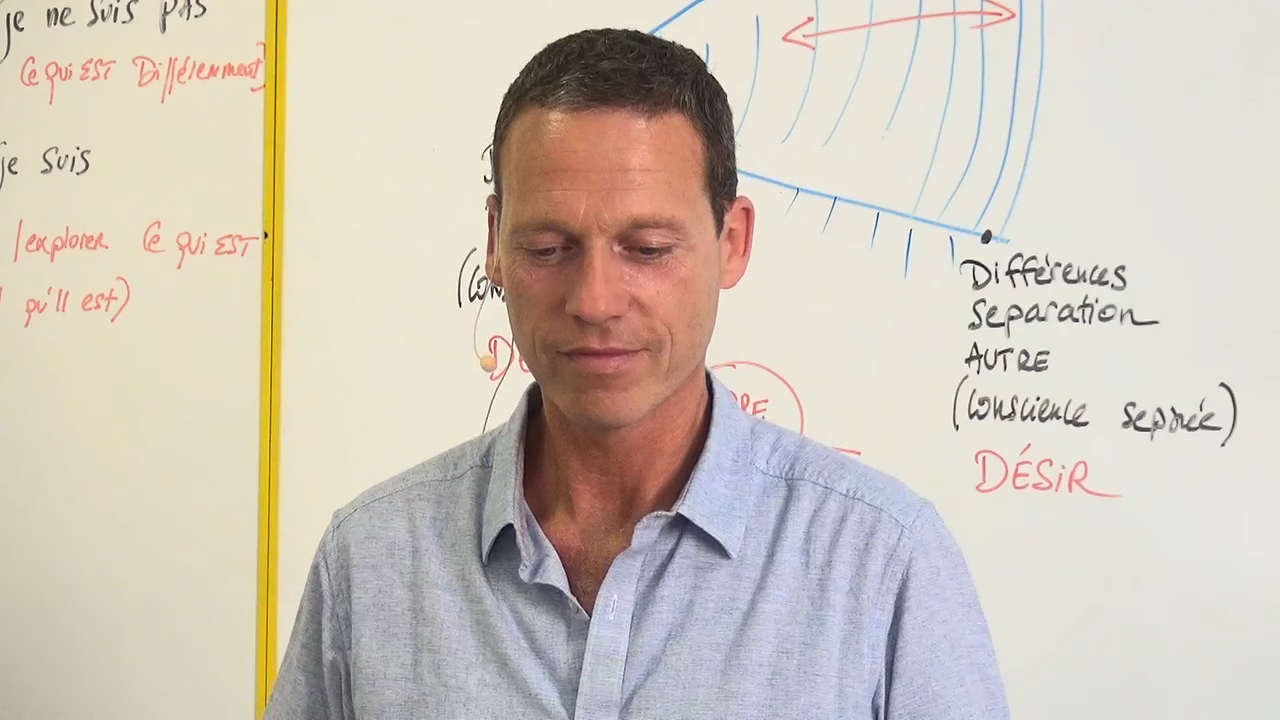 je ne suis pas
Ce qui EST Différemment]
je suis
/explorer Ce qui EST
qu'il est)
Différences
separation
AUTRE
(conscience separée)
DÉSiR